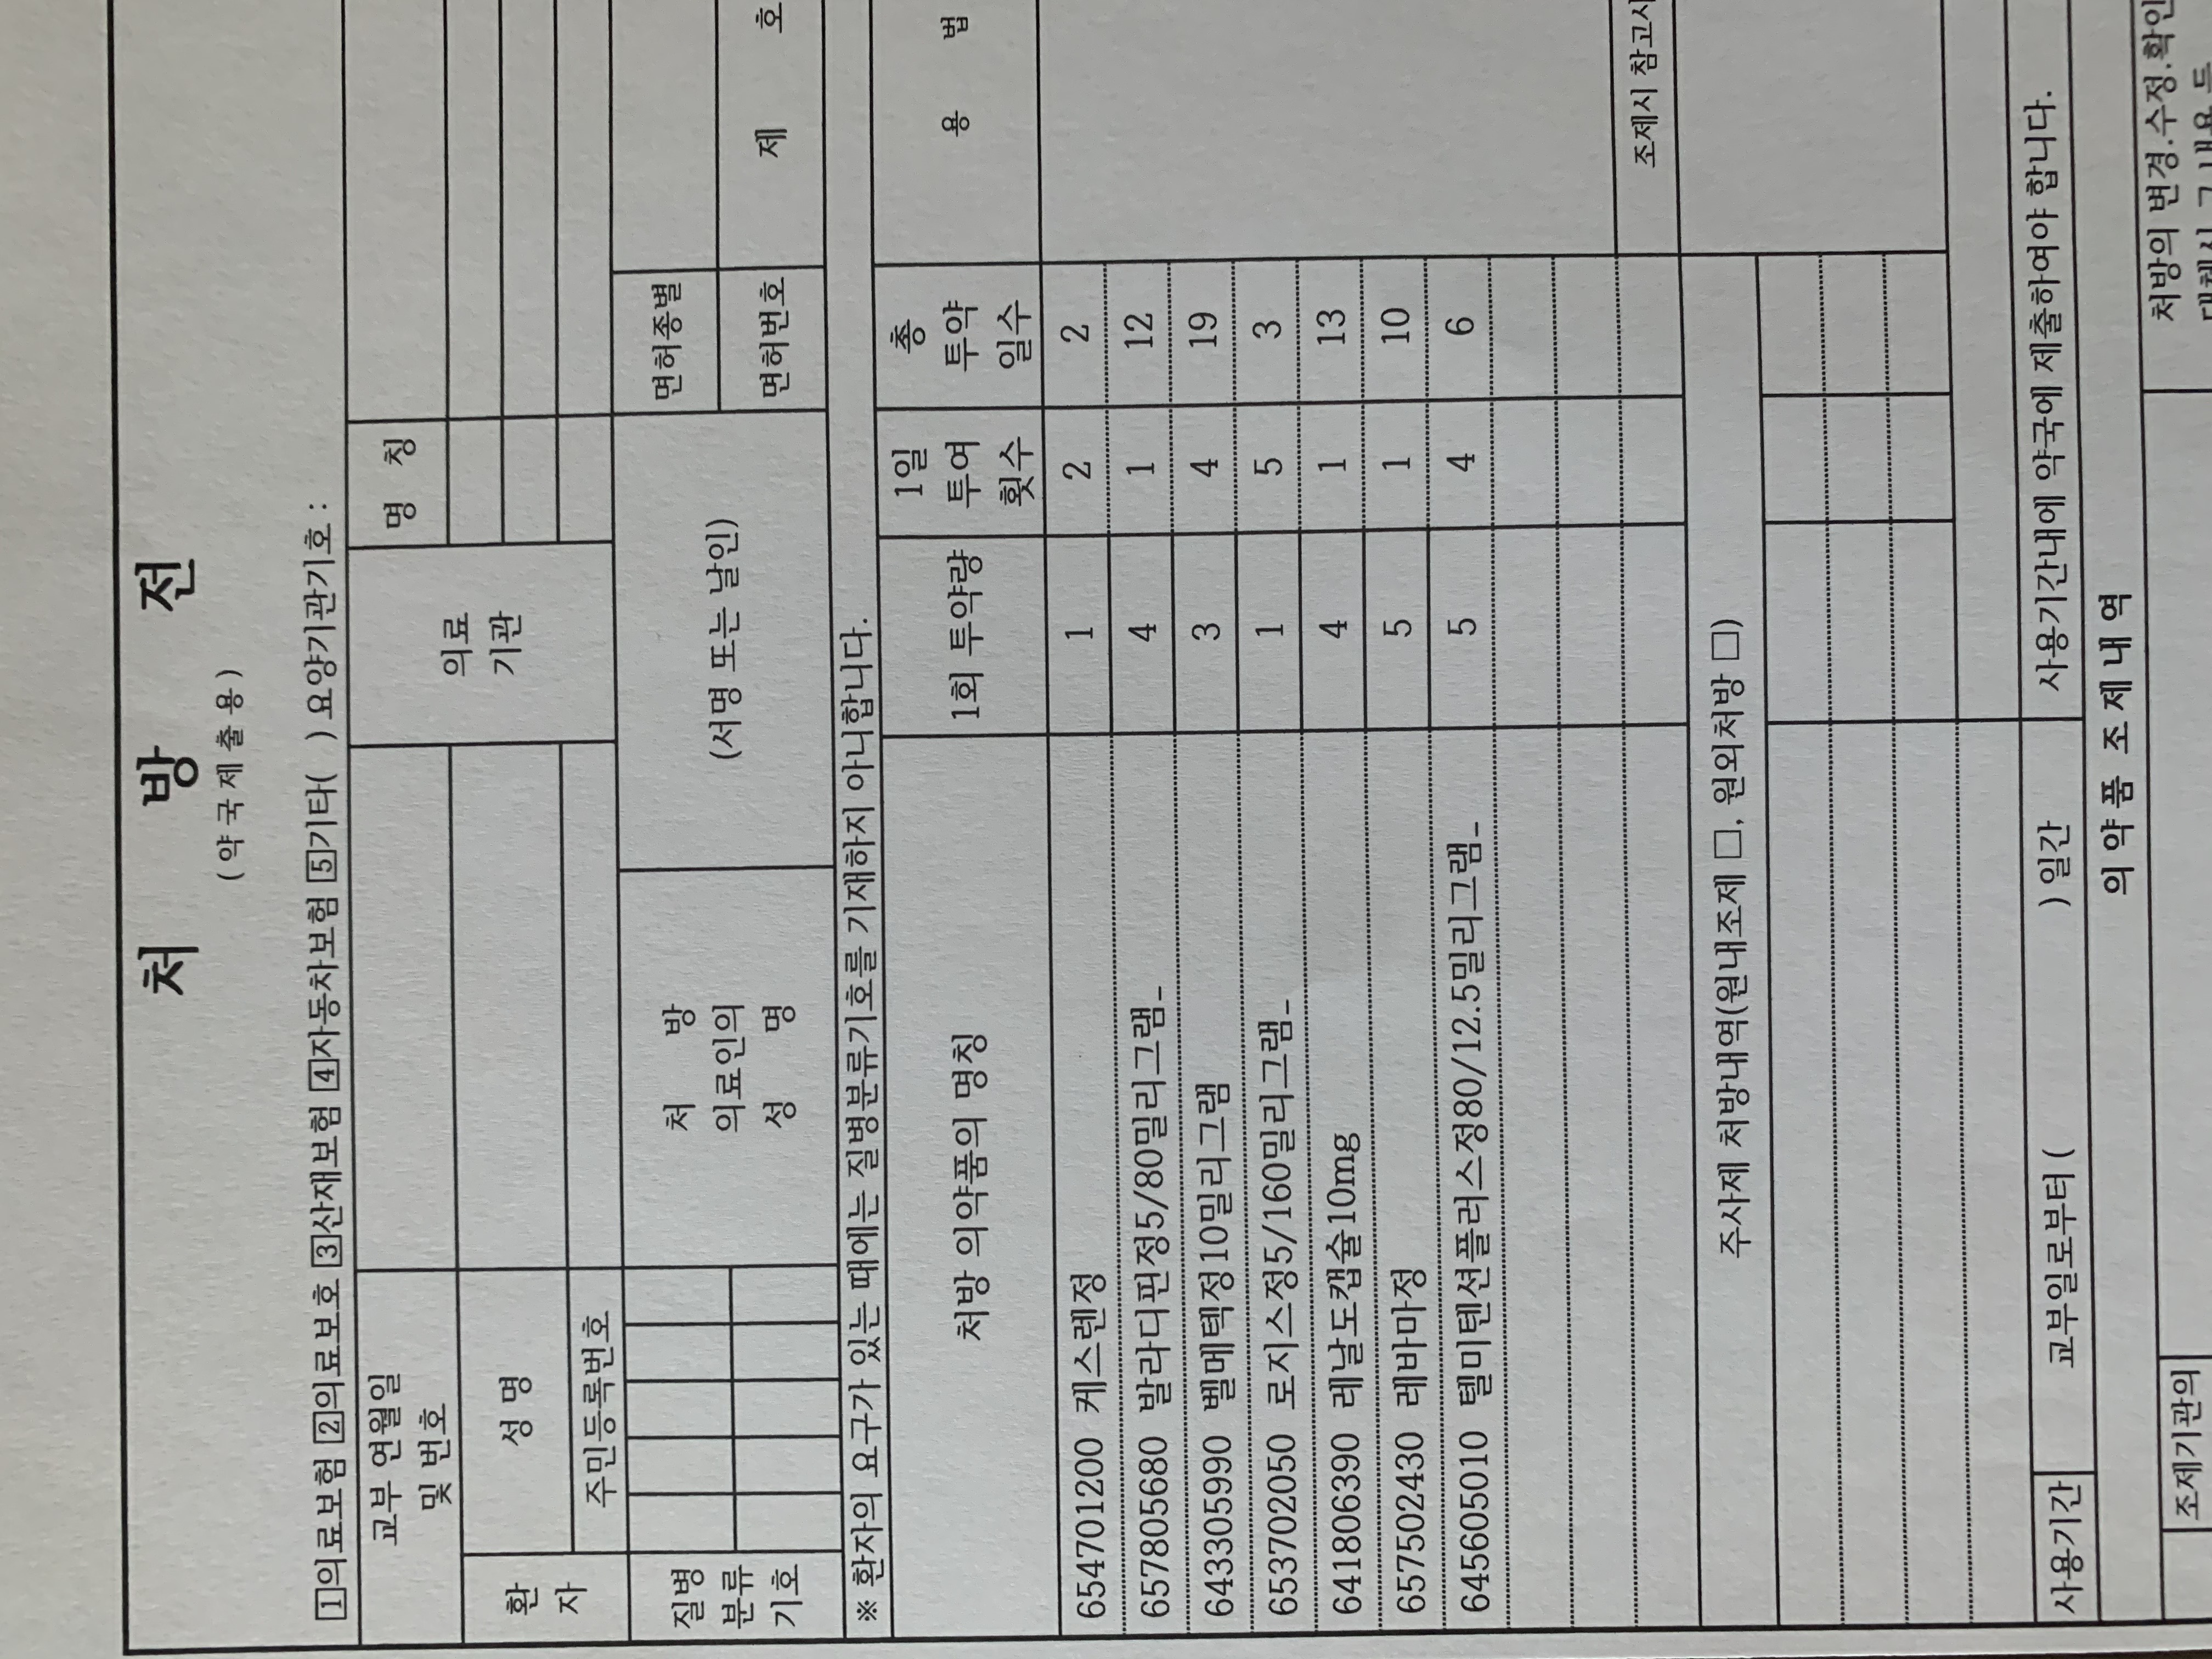 처 방 전
(약국제출용)
1의료보험 2의료보호 3산재보험 4자동차보험 5기타( ) 요양기관기호 :
교부 연월일
및 번호
의료
기관
명 칭
환
자
성 명
주민등록번호
질병
분류
기호
처 방
의료인의
성 명
(서명 또는 날인)
면허종별
면허번호
제 호
※ 환자의 요구가 있는 때에는 질병분류기호를 기재하지 아니합니다.
처방 의약품의 명칭
1회 투약량
1일
투여
횟수
총
투약
일수
용 법
654701200 케스렌정 1 2 2
657805680 발라디핀정5/80밀리그램_ 4 1 12
643305990 벨메텍정10밀리그램 3 4 19
653702050 로지스정5/160밀리그램_ 1 5 3
641806390 레날도캡슐10mg 4 1 13
657502430 레바마정 5 1 10
645605010 텔미텐션플러스정80/12.5밀리그램_ 5 4 6
조제시 참고사
주사제 처방내역(원내조제 □, 원외처방 □)
사용기간 교부일로부터 ( ) 일간 사용기간내에 약국에 제출하여야 합니다.
의약품 조제내역
조제기관의
처방의 변경.수정.확인